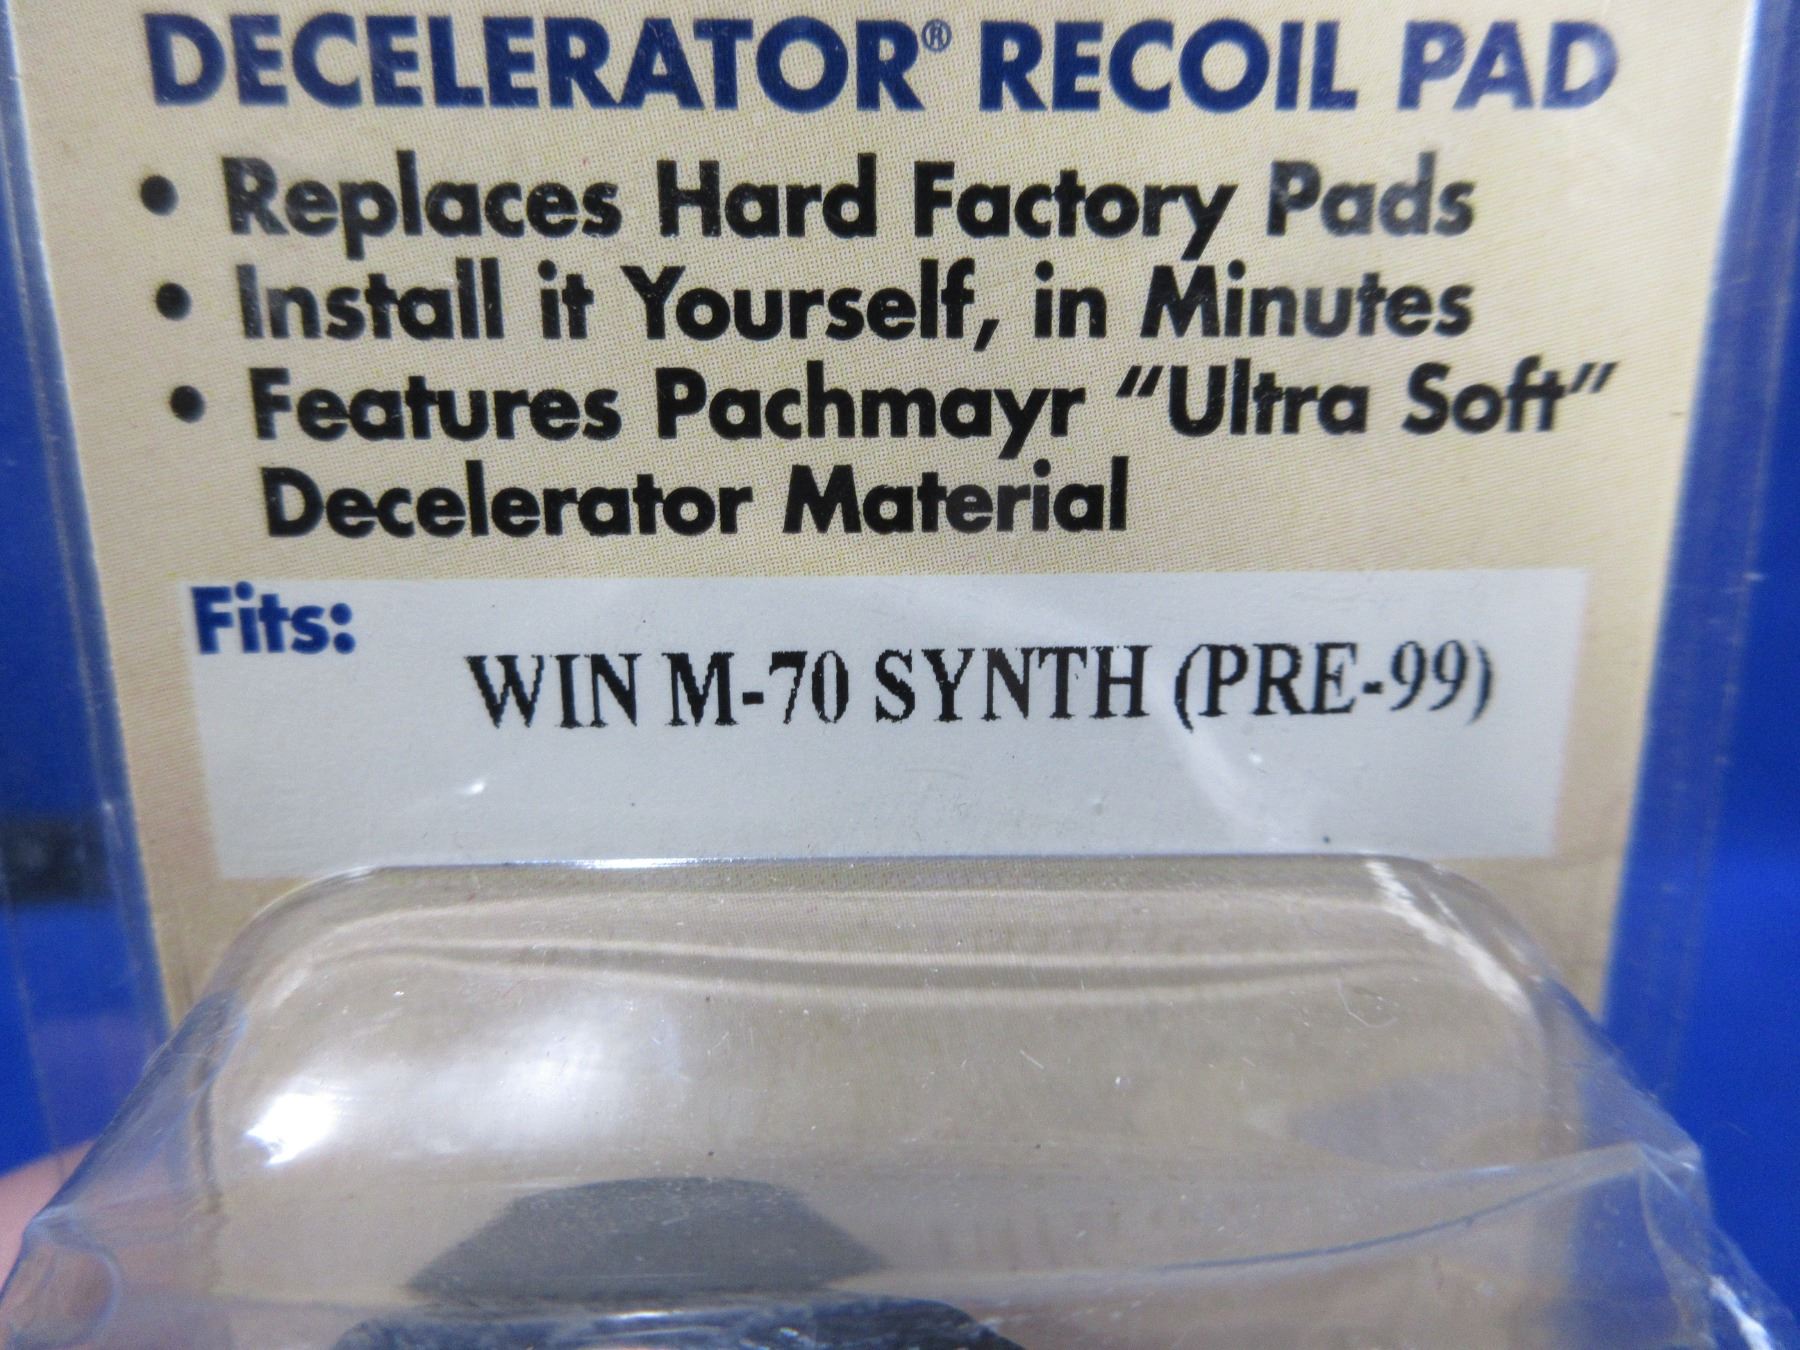 DECELERATOR® RECOIL PAD
• Replaces Hard Factory Pads
• Install it Yourself, in Minutes
• Features Pachmayr “Ultra Soft”
Decelerator Material
Fits:
WIN M-70 SYNTH (PRE-99)